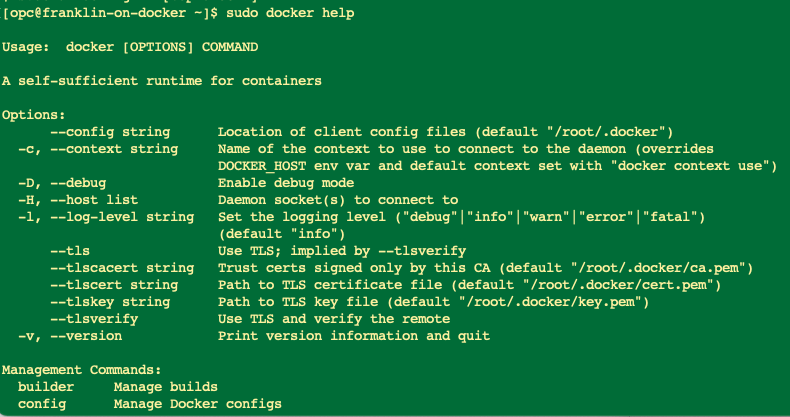 [opc@franklin-on-docker ~]$ sudo docker help
Usage:  docker [OPTIONS] COMMAND
A self-sufficient runtime for containers
Options:
      --config string      Location of client config files (default "/root/.docker")
  -c, --context string     Name of the context to use to connect to the daemon (overrides
                           DOCKER_HOST env var and default context set with "docker context use")
  -D, --debug              Enable debug mode
  -H, --host list          Daemon socket(s) to connect to
  -l, --log-level string   Set the logging level ("debug"|"info"|"warn"|"error"|"fatal")
                           (default "info")
      --tls                Use TLS; implied by --tlsverify
      --tlscacert string   Trust certs signed only by this CA (default "/root/.docker/ca.pem")
      --tlscert string     Path to TLS certificate file (default "/root/.docker/cert.pem")
      --tlskey string      Path to TLS key file (default "/root/.docker/key.pem")
      --tlsverify          Use TLS and verify the remote
  -v, --version            Print version information and quit
Management Commands:
  builder     Manage builds
  config      Manage Docker configs